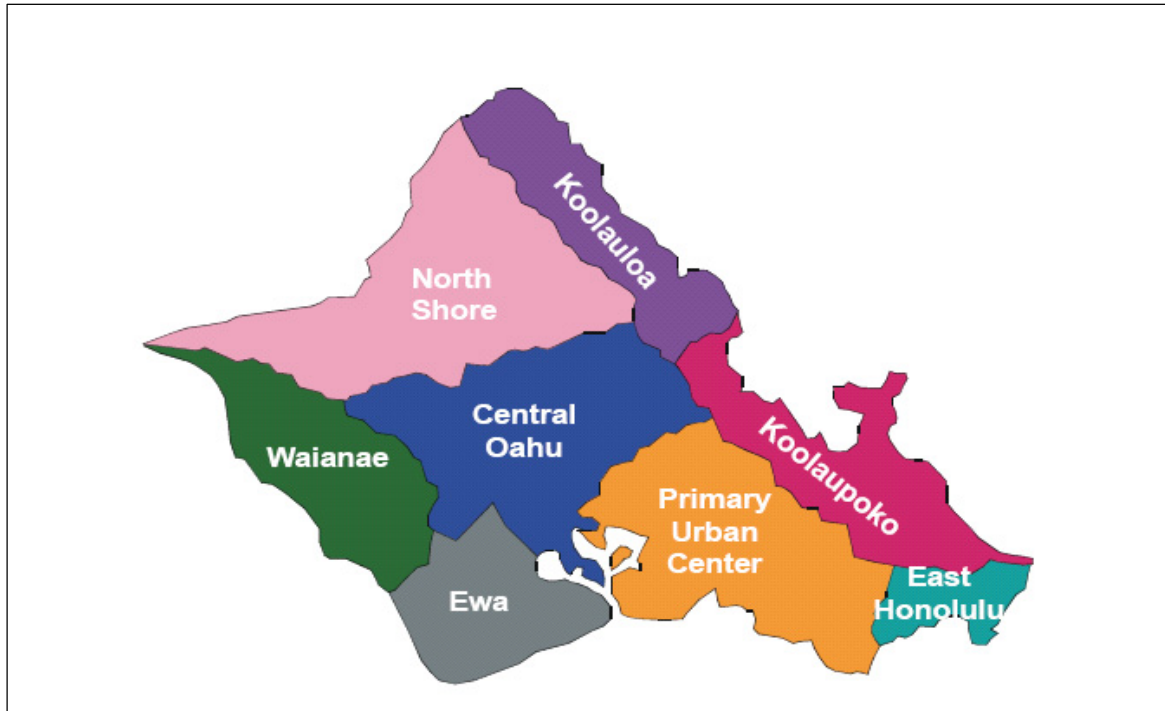 Koolauloa
North
Shore
Central
Oahu
Waianae
Koolaupoko
Primary
Urban
Center
East
Honolulu
Ewa